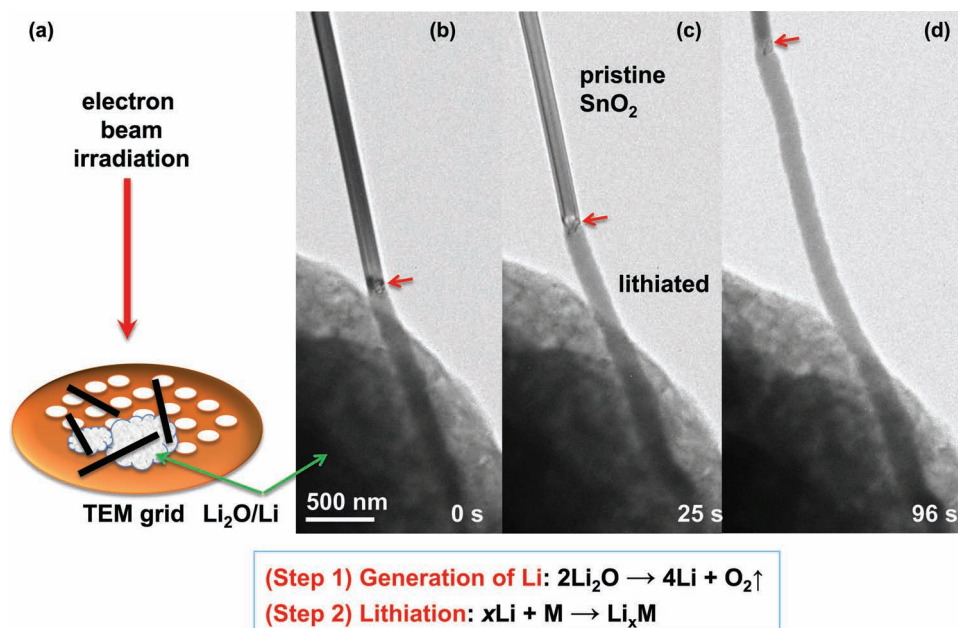 (a)
electron
beam
irradiation
TEM grid
Li₂O/Li
(b)
500 nm
0 s
(c)
pristine
SnO₂
lithiated
25 s
(d)
96 s
(Step 1) Generation of Li: 2Li₂O → 4Li + O₂↑
(Step 2) Lithiation: xLi + M → LiₓM